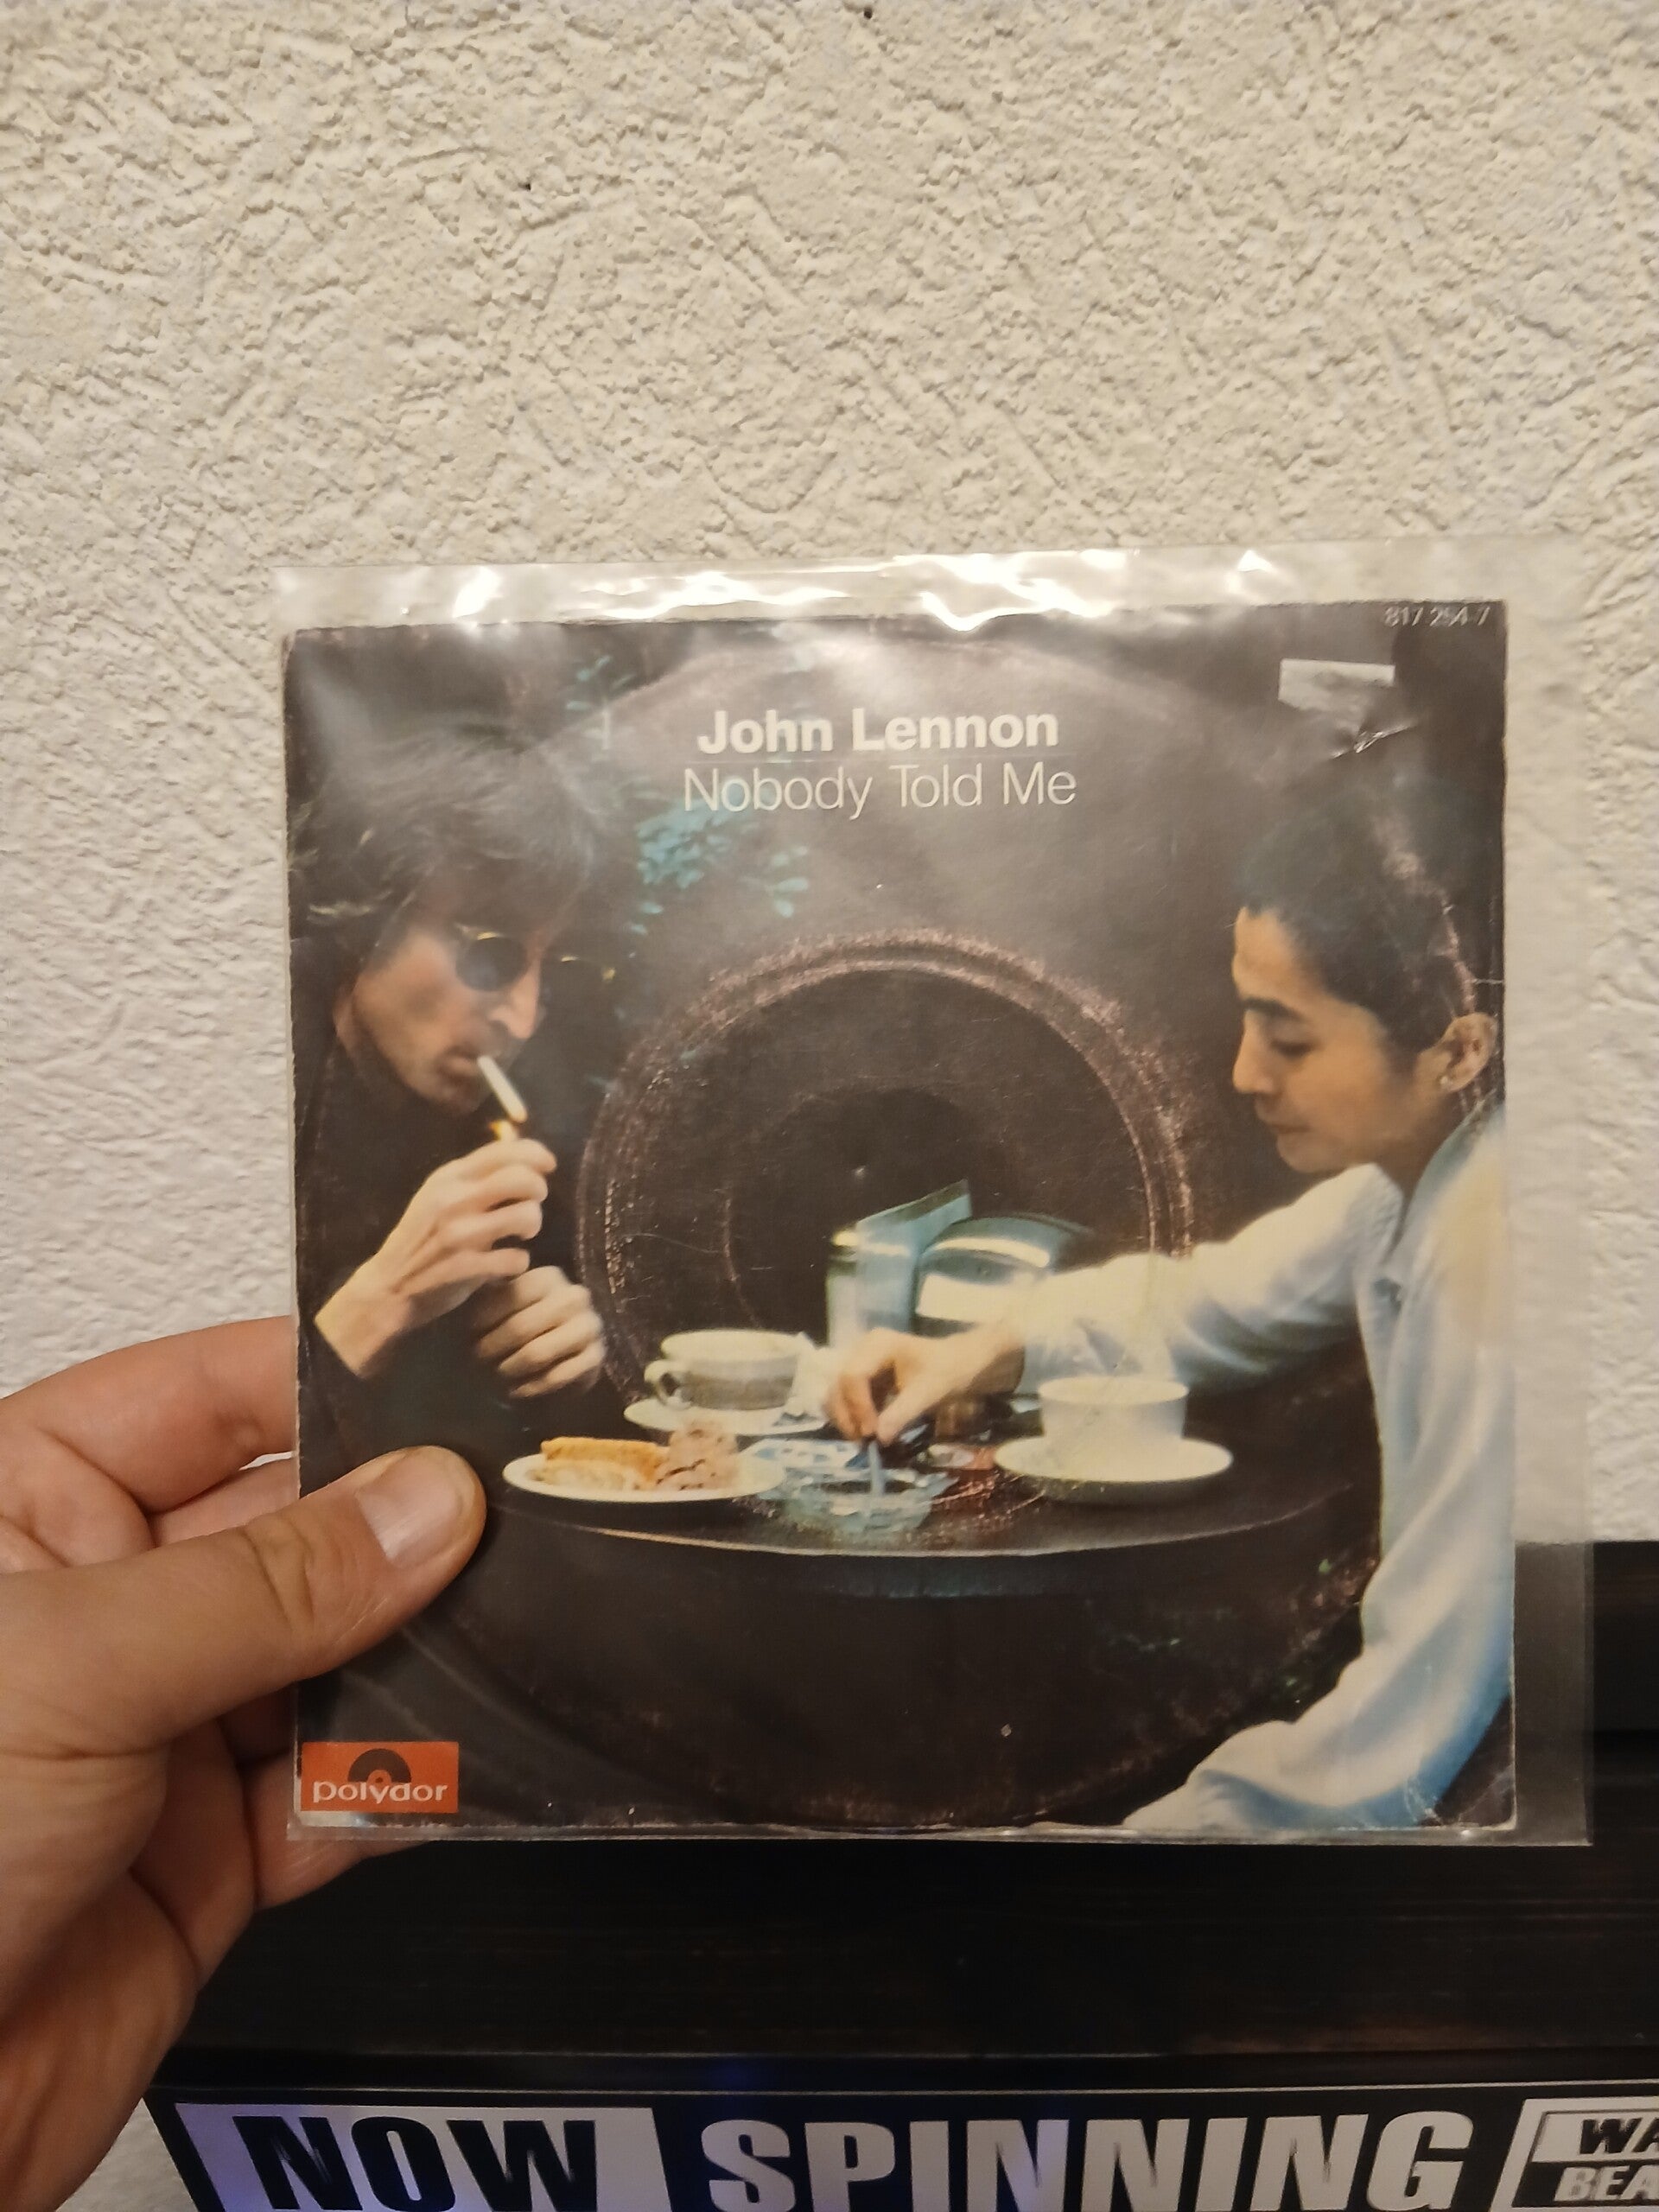 817 254-7
John Lennon
Nobody Told Me
polydor
NOW SPINNING